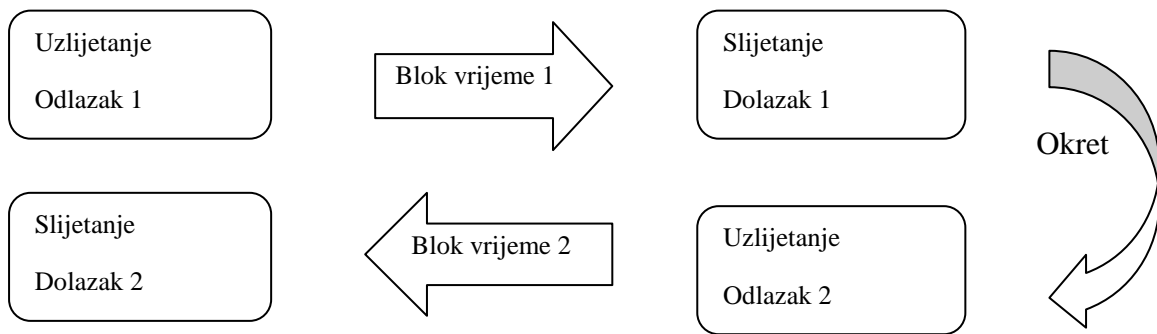 Uzlijetanje
Odlazak 1
Blok vrijeme 1
Slijetanje
Dolazak 1
Okret
Uzlijetanje
Odlazak 2
Blok vrijeme 2
Slijetanje
Dolazak 2